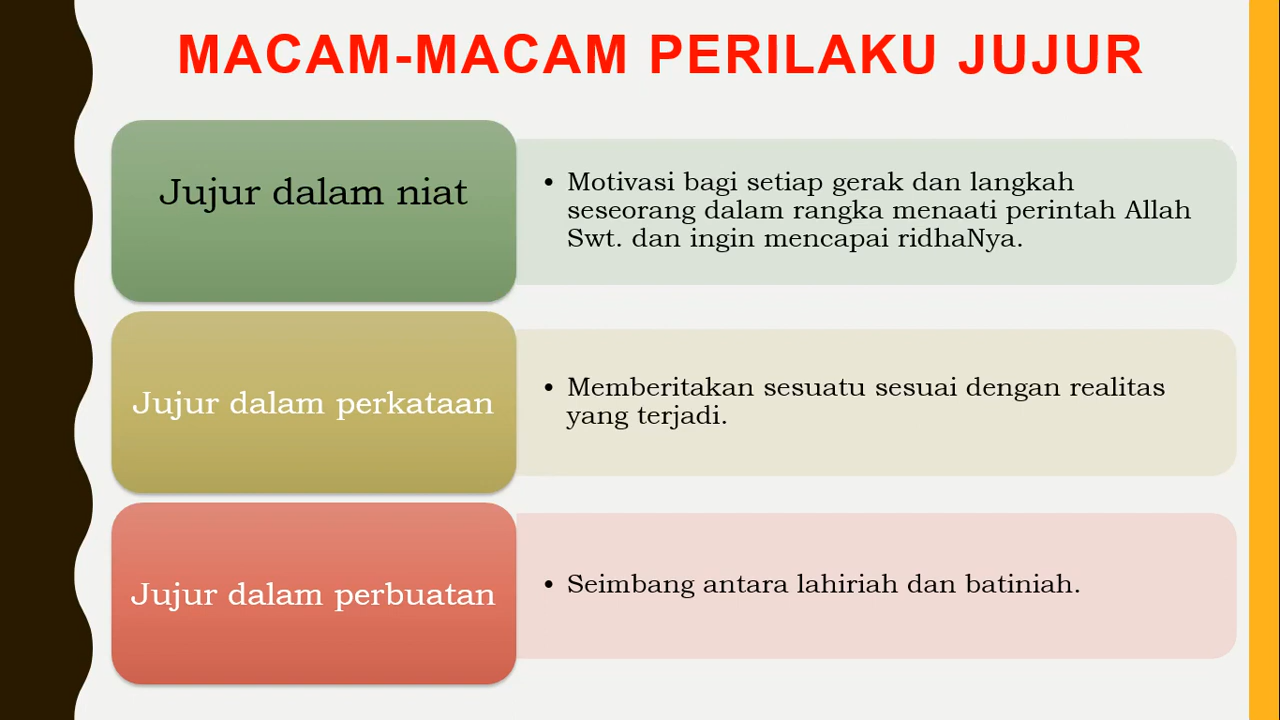 MACAM-MACAM PERILAKU JUJUR
Jujur dalam niat
• Motivasi bagi setiap gerak dan langkah
seseorang dalam rangka menaati perintah Allah
Swt. dan ingin mencapai ridhaNya.
Jujur dalam perkataan
• Memberitakan sesuatu sesuai dengan realitas
yang terjadi.
Jujur dalam perbuatan
• Seimbang antara lahiriah dan batiniah.